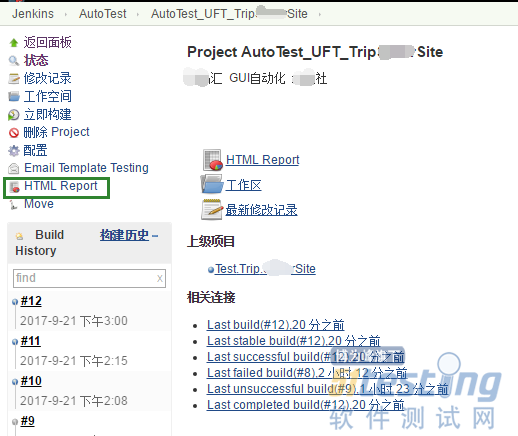 Jenkins › AutoTest › AutoTest_UFT_Trip Site ›
返回面板
状态
修改记录
工作空间
立即构建
删除 Project
配置
Email Template Testing
HTML Report
Move
Build History 构建历史 –
find x
#12
2017-9-21 下午3:00
#11
2017-9-21 下午2:15
#10
2017-9-21 下午2:08
#9
Project AutoTest_UFT_Trip Site
汇 GUI自动化 : 社
HTML Report
工作区
最新修改记录
上级项目
Test.Trip. Site
相关连接
Last build(#12),20 分之前
Last stable build(#12),20 分之前
Last successful build(#12),20 分之前
Last failed build(#8),2 小时 12 分之前
Last unsuccessful build(#9),1 小时 23 分之前
Last completed build(#12),20 分之前
软件测试网